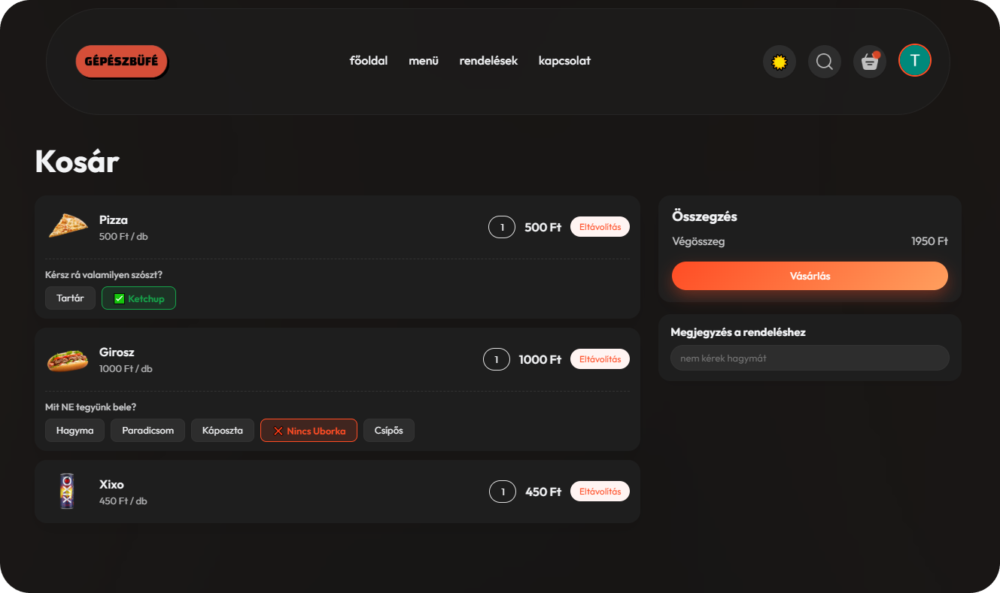 GÉPÉSZBÜFÉ
főoldal menü rendelések kapcsolat
T
Kosár
Pizza
500 Ft / db
1 500 Ft Eltávolítás
Kérsz rá valamilyen szószt?
Tartár ✅ Ketchup
Girosz
1000 Ft / db
1 1000 Ft Eltávolítás
Mit NE tegyünk bele?
Hagyma Paradicsom Káposzta ❌ Nincs Uborka Csípős
XIXO
Xixo
450 Ft / db
1 450 Ft Eltávolítás
Összegzés
Végösszeg 1950 Ft
Vásárlás
Megjegyzés a rendeléshez
nem kérek hagymát